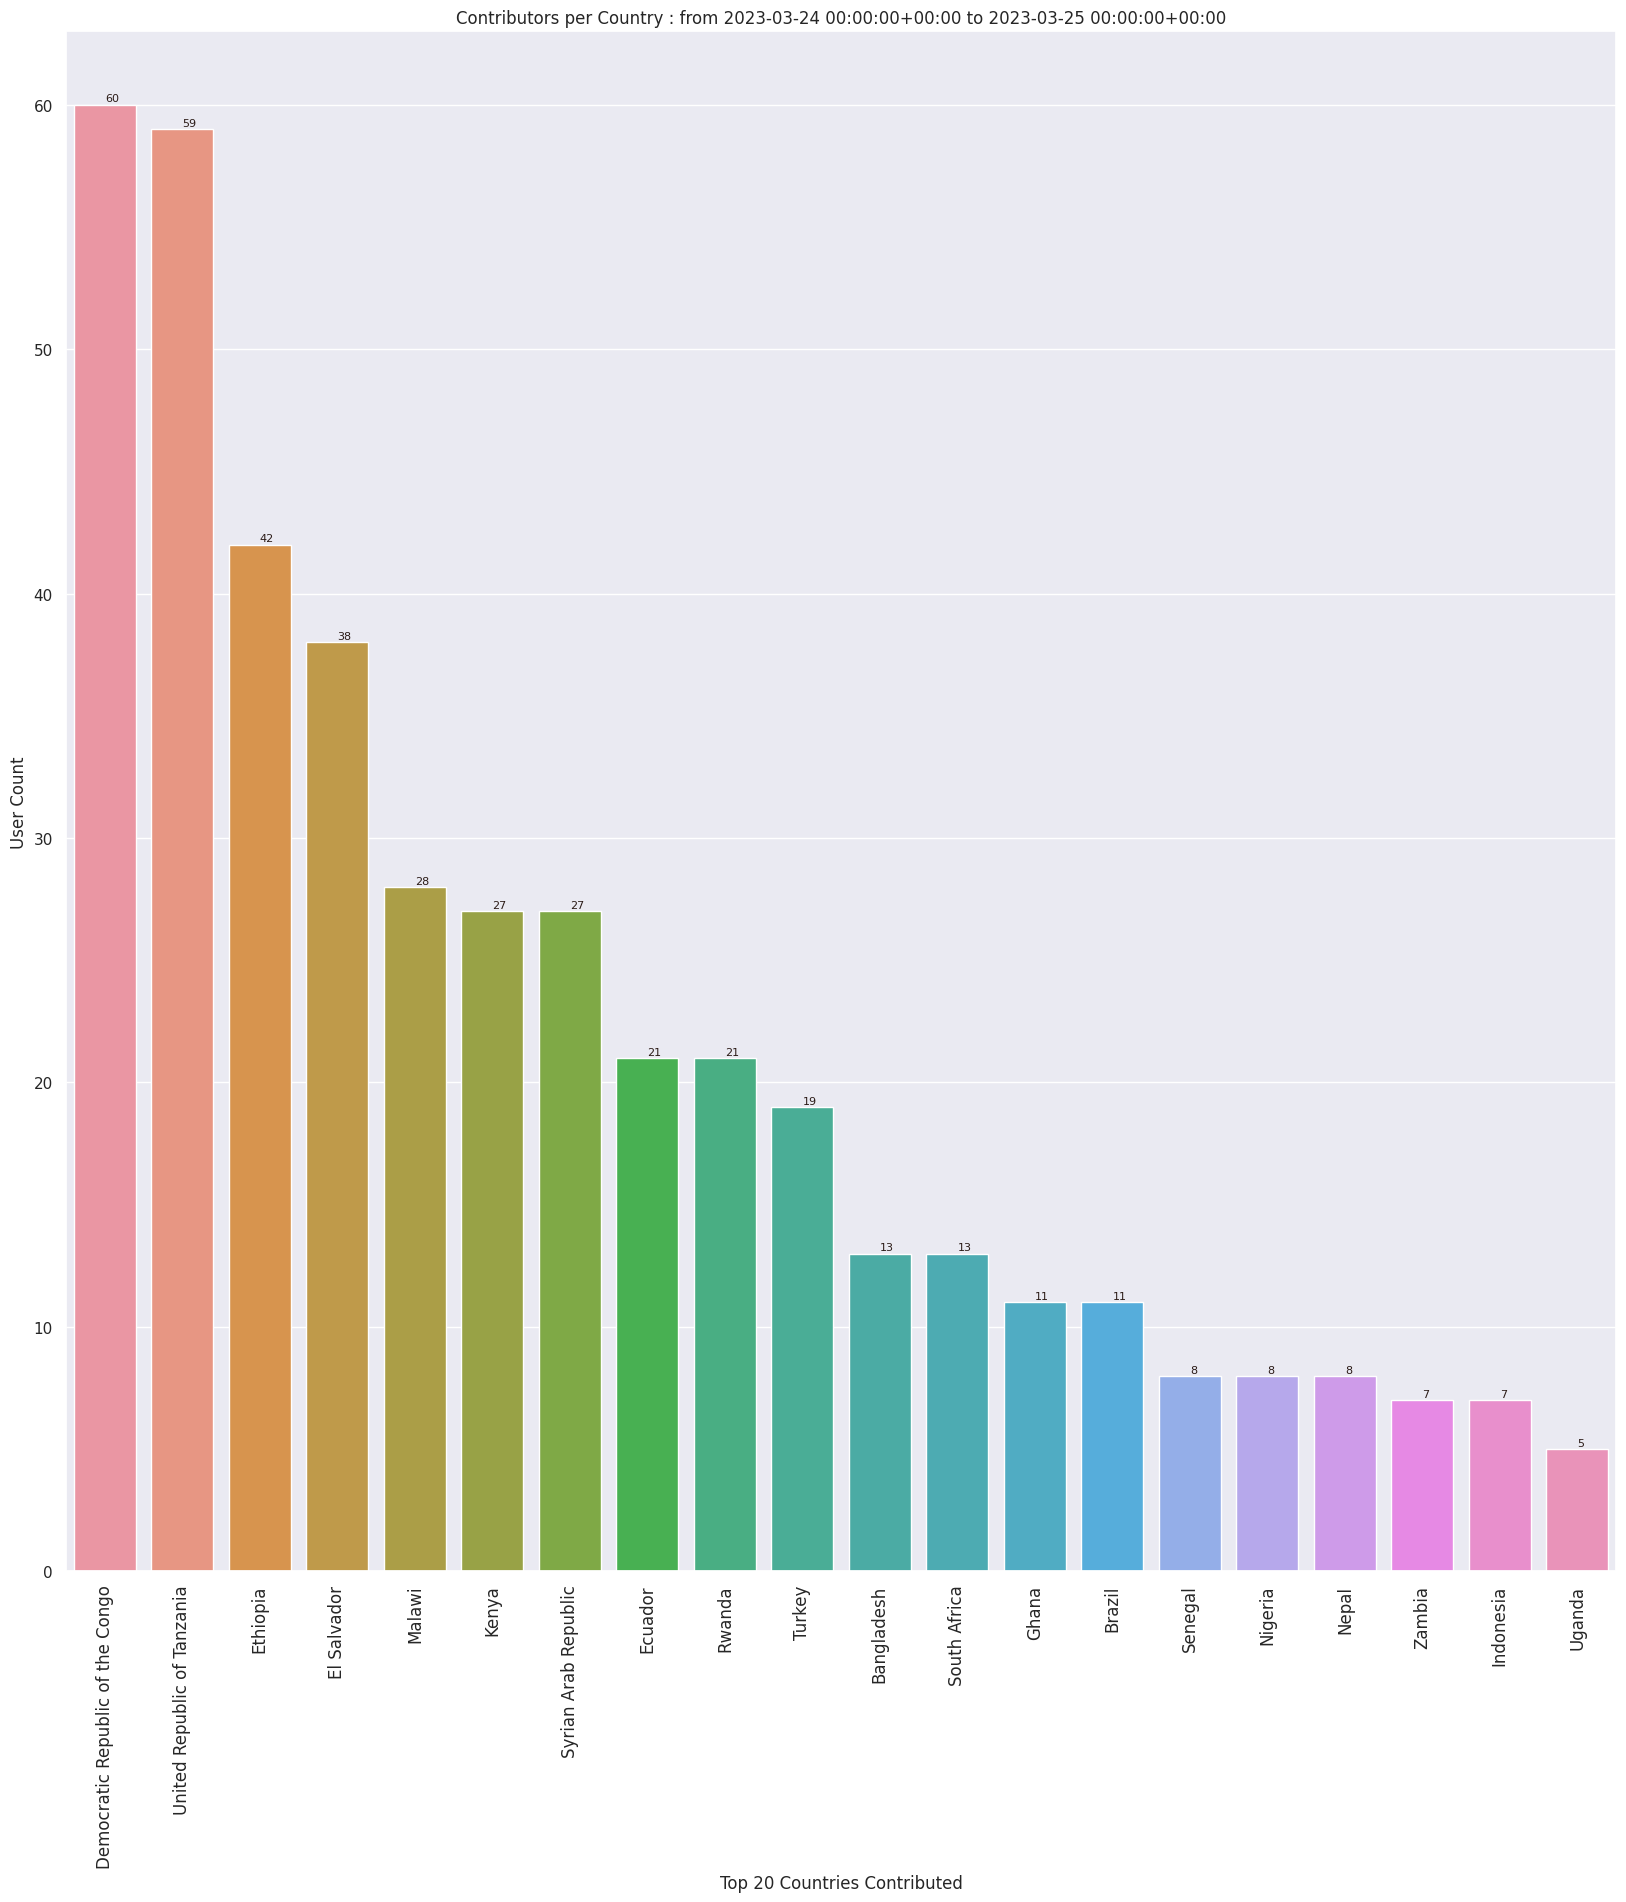 Contributors per Country : from 2023-03-24 00:00:00+00:00 to 2023-03-25 00:00:00+00:00
User Count
60
50
40
30
20
10
0
60
59
42
38
28
27
27
21
21
19
13
13
11
11
8
8
8
7
7
5
Democratic Republic of the Congo
United Republic of Tanzania
Ethiopia
El Salvador
Malawi
Kenya
Syrian Arab Republic
Ecuador
Rwanda
Turkey
Bangladesh
South Africa
Ghana
Brazil
Senegal
Nigeria
Nepal
Zambia
Indonesia
Uganda
Top 20 Countries Contributed